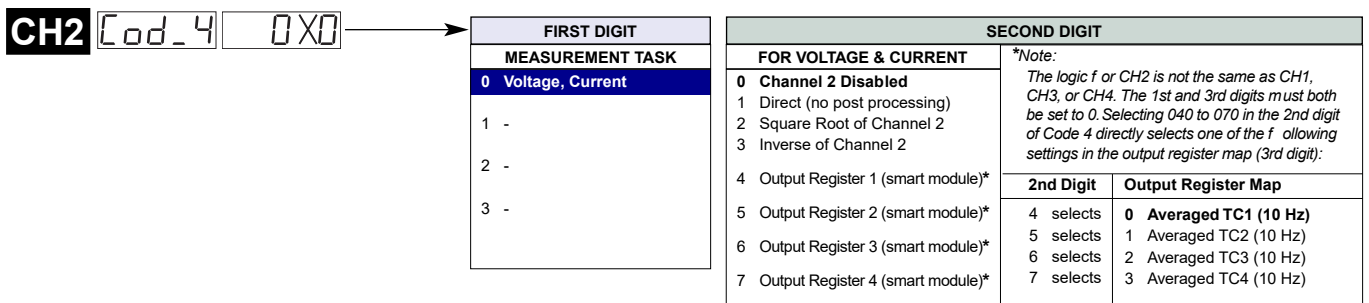 CH2 Cod_4 0X0
FIRST DIGIT
MEASUREMENT TASK
0 Voltage, Current
1 -
2 -
3 -
SECOND DIGIT
FOR VOLTAGE & CURRENT
0 Channel 2 Disabled
1 Direct (no post processing)
2 Square Root of Channel 2
3 Inverse of Channel 2
4 Output Register 1 (smart module)*
5 Output Register 2 (smart module)*
6 Output Register 3 (smart module)*
7 Output Register 4 (smart module)*
*Note:
The logic f or CH2 is not the same as CH1,
CH3, or CH4. The 1st and 3rd digits must both
be set to 0. Selecting 040 to 070 in the 2nd digit
of Code 4 directly selects one of the f ollowing
settings in the output register map (3rd digit):
2nd Digit Output Register Map
4 selects 0 Averaged TC1 (10 Hz)
5 selects 1 Averaged TC2 (10 Hz)
6 selects 2 Averaged TC3 (10 Hz)
7 selects 3 Averaged TC4 (10 Hz)